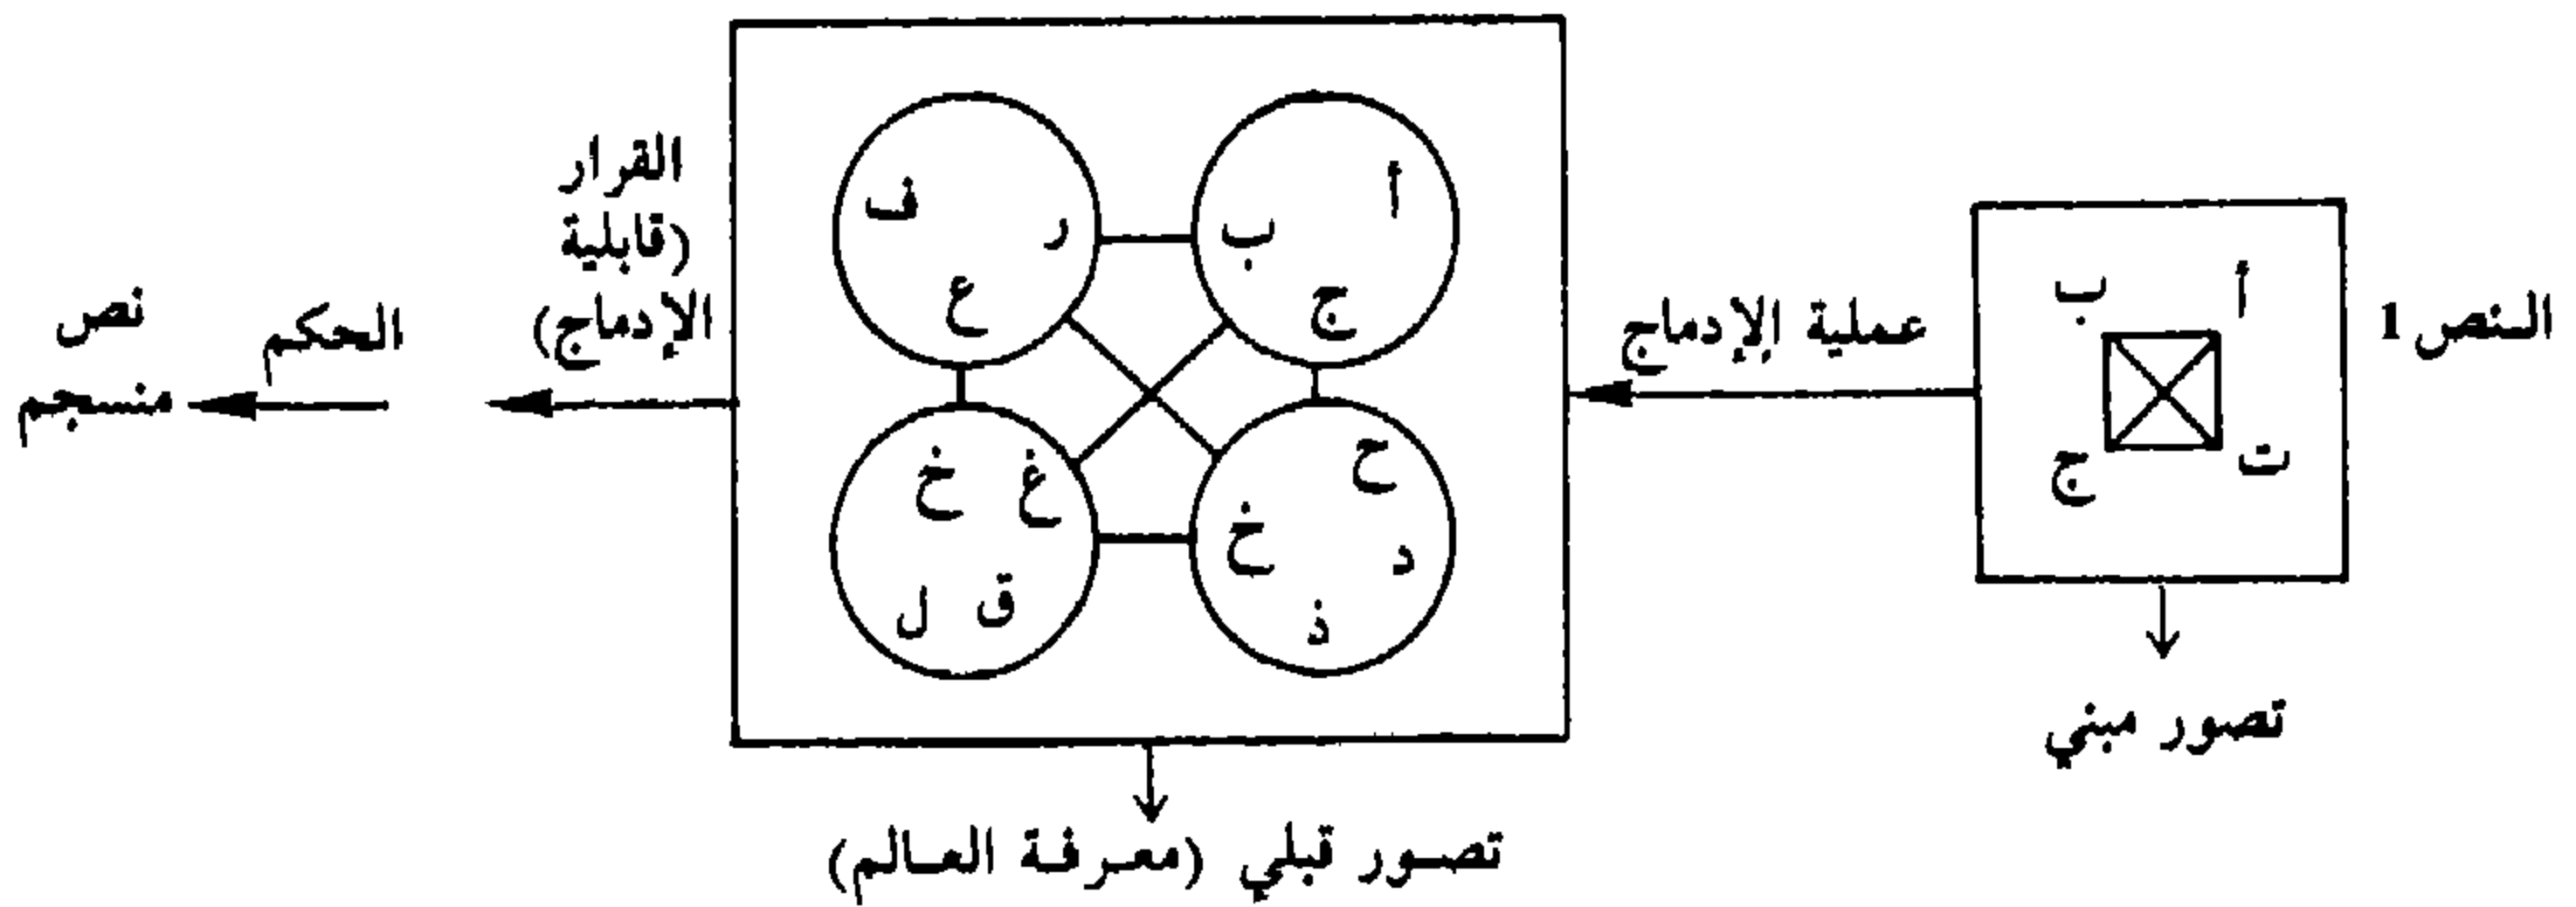 النص 1
أ
ب
ت
ج
تصور مبني
عملية الإدماج
أ
ب
ج
ر
ف
ع
ح
خ
د
ذ
غ
خ
ق
ل
تصور قبلي (معرفة العالم)
القرار
(قابلية
الإدماج)
الحكم
نص
منسجم